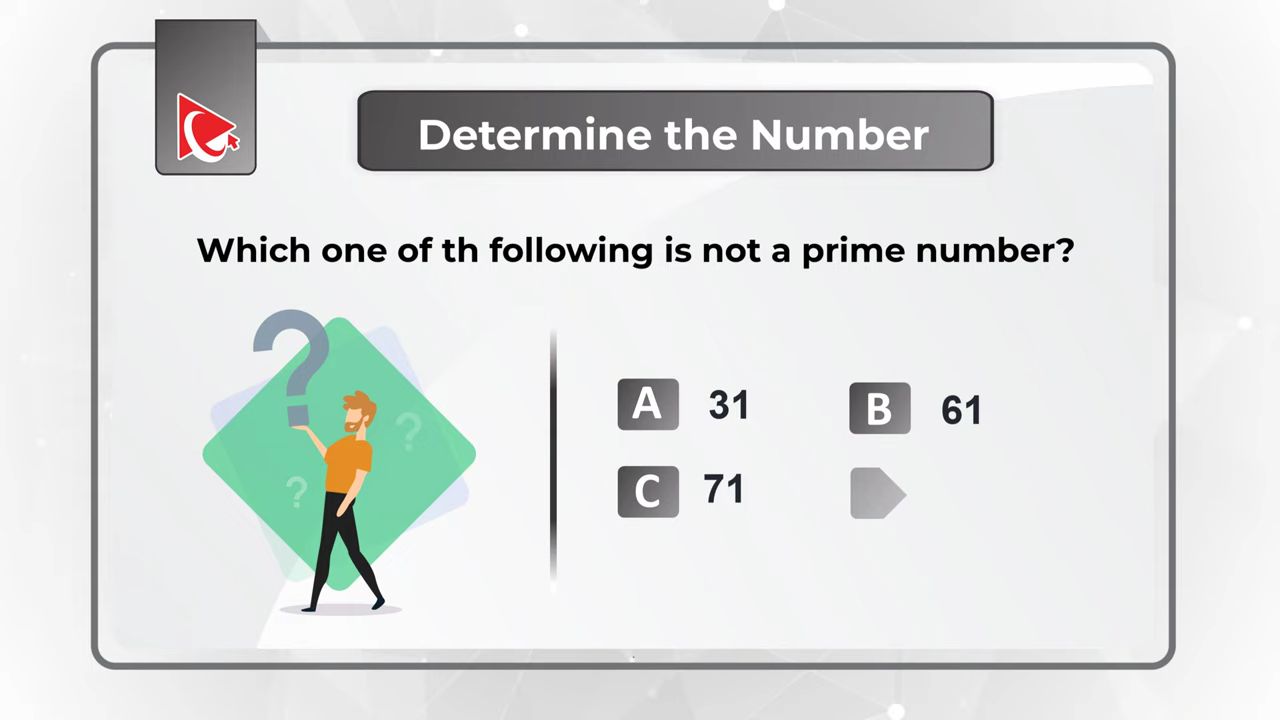 Determine the Number
Which one of th following is not a prime number?
?
?
?
A 31
B 61
C 71